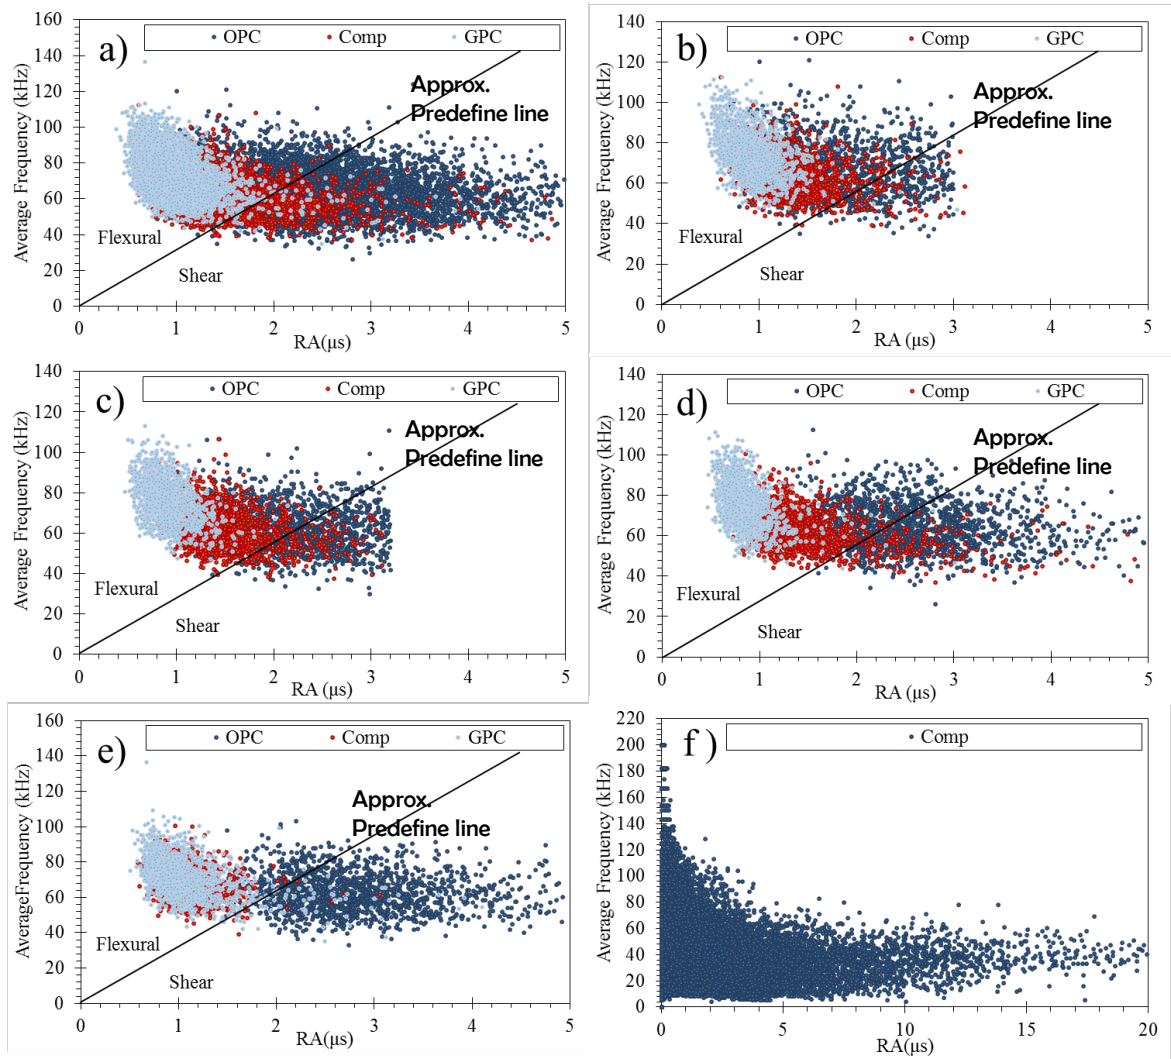 a)
OPC Comp GPC
Approx.
Predefine line
Flexural
Shear
Average Frequency (kHz)
160
140
120
100
80
60
40
20
0
0 1 2 3 4 5
RA(µs)
b)
OPC Comp GPC
Approx.
Predefine line
Flexural
Shear
Average Frequency (kHz)
140
120
100
80
60
40
20
0
0 1 2 3 4 5
RA (µs)
c)
OPC Comp GPC
Approx.
Predefine line
Flexural
Shear
Average Frequency (kHz)
140
120
100
80
60
40
20
0
0 1 2 3 4 5
RA (µs)
d)
OPC Comp GPC
Approx.
Predefine line
Flexural
Shear
Average Frequency (kHz)
140
120
100
80
60
40
20
0
0 1 2 3 4 5
RA (µs)
e)
OPC Comp GPC
Approx.
Predefine line
Flexural
Shear
AverageFrequency (kHz)
160
140
120
100
80
60
40
20
0
0 1 2 3 4 5
RA(µs)
f )
Comp
Average Frequency (kHz)
220
200
180
160
140
120
100
80
60
40
20
0
0 5 10 15 20
RA(µs)